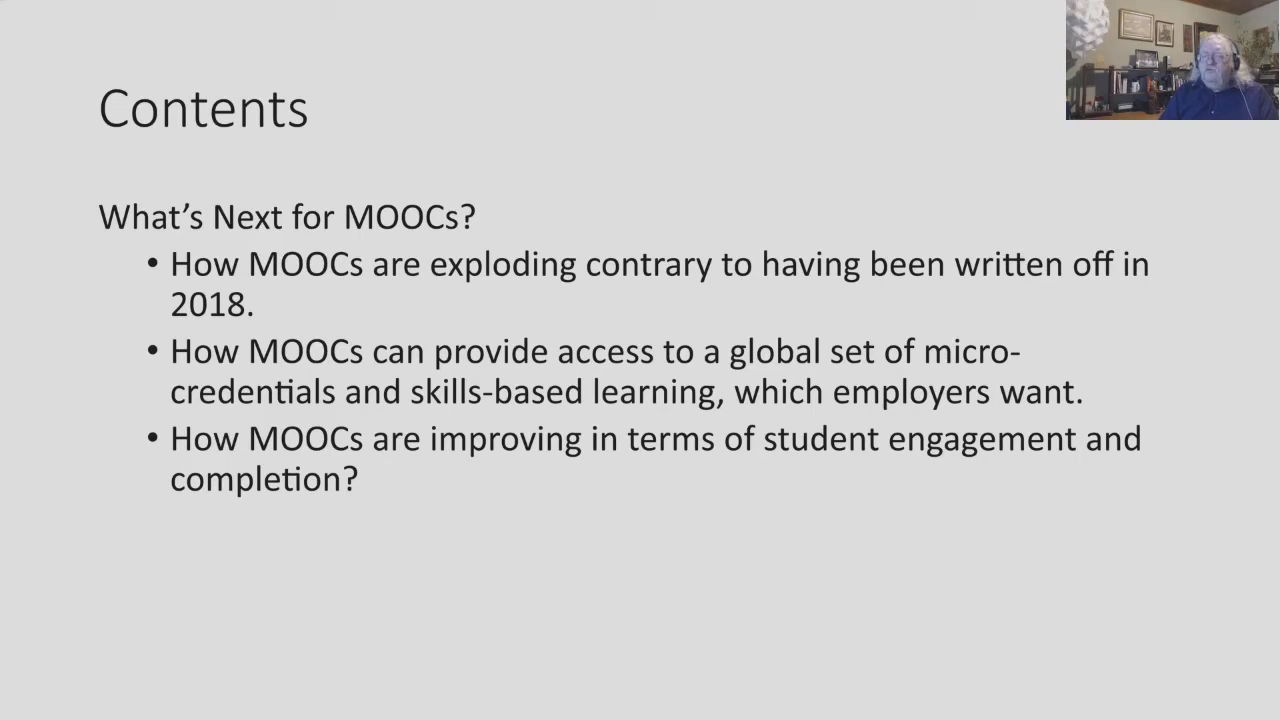 Contents
What’s Next for MOOCs?
• How MOOCs are exploding contrary to having been written off in
2018.
• How MOOCs can provide access to a global set of micro-
credentials and skills-based learning, which employers want.
• How MOOCs are improving in terms of student engagement and
completion?